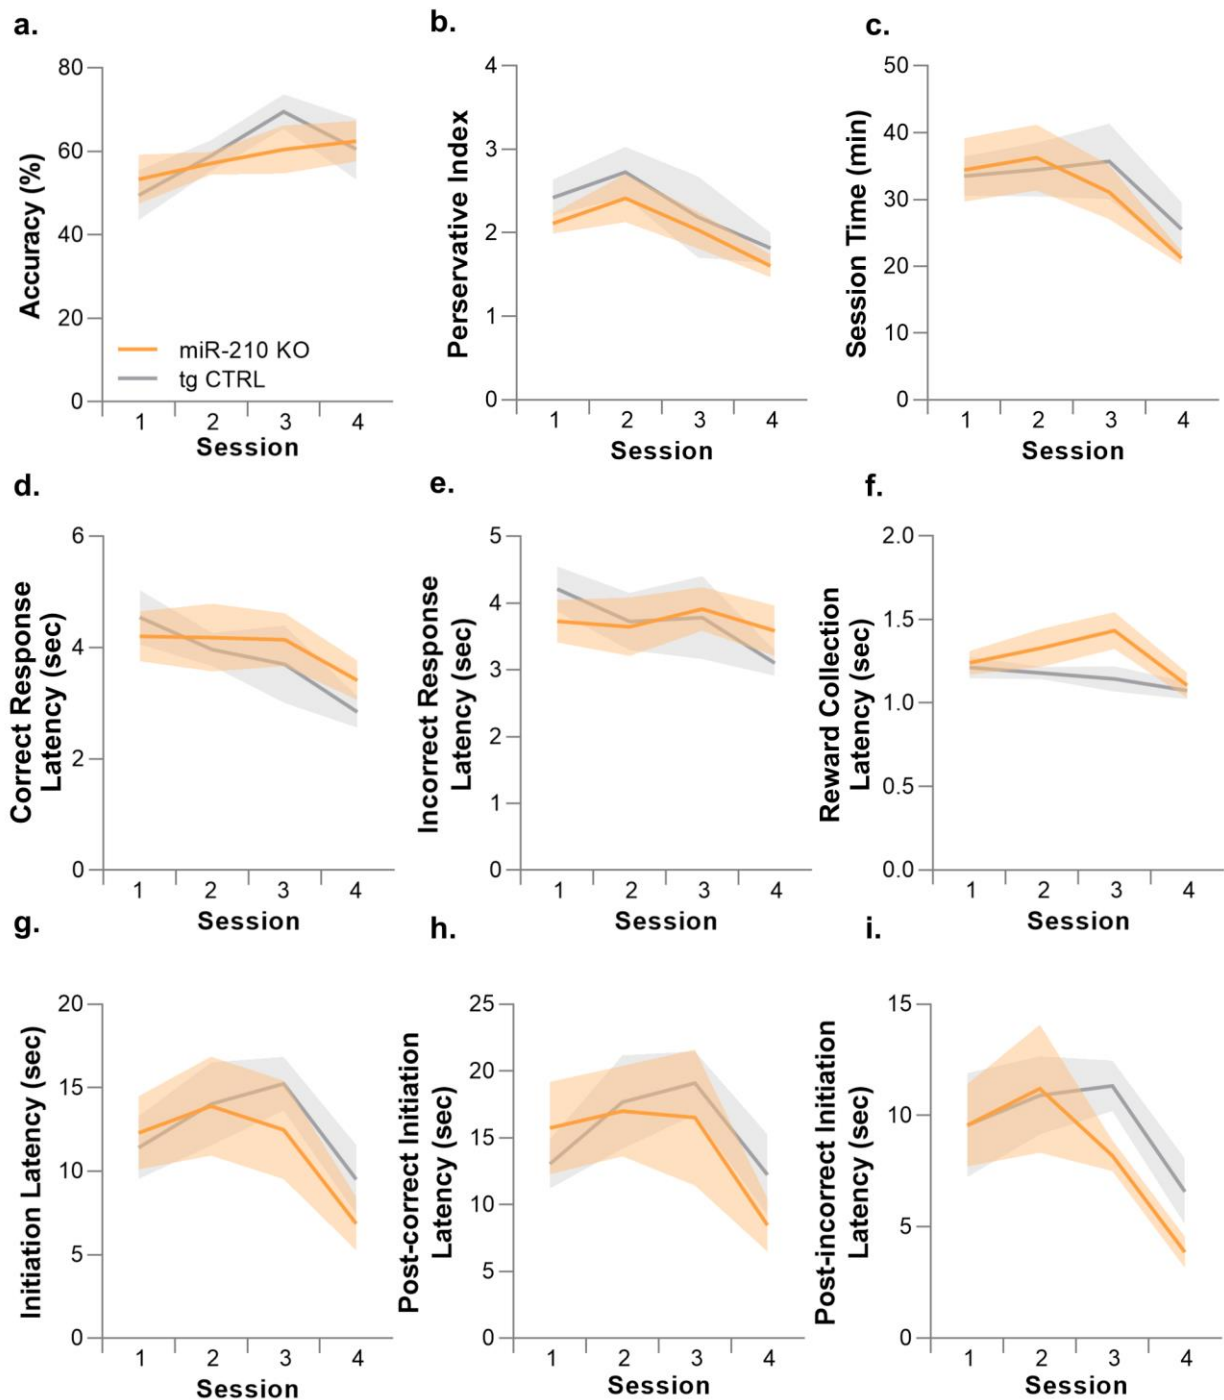 a.
Accuracy (%)
80
60
40
20
0
miR-210 KO
tg CTRL
1 2 3 4
Session
b.
Perservative Index
4
3
2
1
0
1 2 3 4
Session
c.
Session Time (min)
50
40
30
20
10
0
1 2 3 4
Session
d.
Correct Response
Latency (sec)
6
4
2
0
1 2 3 4
Session
e.
Incorrect Response
Latency (sec)
5
4
3
2
1
0
1 2 3 4
Session
f.
Reward Collection
Latency (sec)
2.0
1.5
1.0
0.5
0.0
1 2 3 4
Session
g.
Initiation Latency (sec)
20
15
10
5
0
1 2 3 4
Session
h.
Post-correct Initiation
Latency (sec)
25
20
15
10
5
0
1 2 3 4
Session
i.
Post-incorrect Initiation
Latency (sec)
15
10
5
0
1 2 3 4
Session